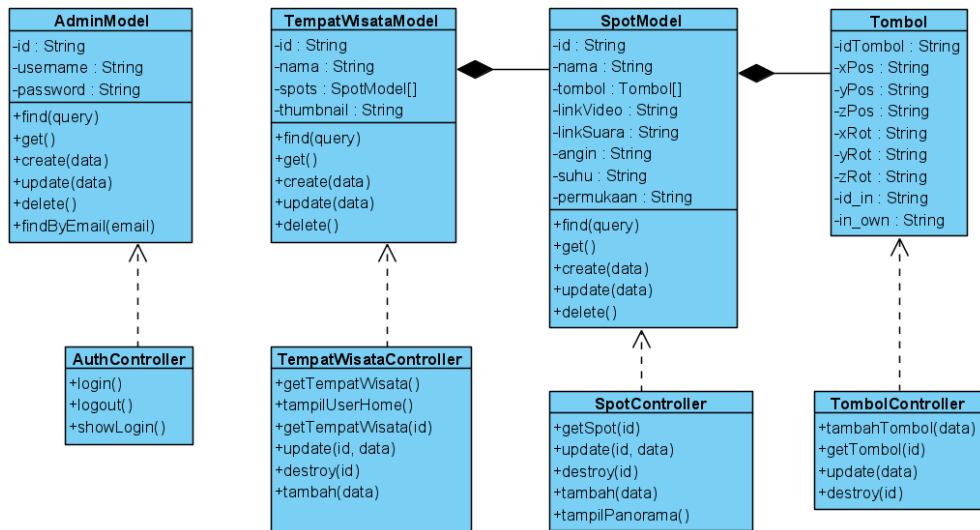 AdminModel
-id : String
-username : String
-password : String
+find(query)
+get()
+create(data)
+update(data)
+delete()
+findByEmail(email)
TempatWisataModel
-id : String
-nama : String
-spots : SpotModel[]
-thumbnail : String
+find(query)
+get()
+create(data)
+update(data)
+delete()
SpotModel
-id : String
-nama : String
-tombol : Tombol[]
-linkVideo : String
-linkSuara : String
-angin : String
-suhu : String
-permukaan : String
+find(query)
+get()
+create(data)
+update(data)
+delete()
Tombol
-idTombol : String
-xPos : String
-yPos : String
-zPos : String
-xRot : String
-yRot : String
-zRot : String
-id_in : String
-in_own : String
AuthController
+login()
+logout()
+showLogin()
TempatWisataController
+getTempatWisata()
+tampilUserHome()
+getTempatWisata(id)
+update(id, data)
+destroy(id)
+tambah(data)
SpotController
+getSpot(id)
+update(id, data)
+destroy(id)
+tambah(data)
+tampilPanorama()
TombolController
+tambahTombol(data)
+getTombol(id)
+update(data)
+destroy(id)